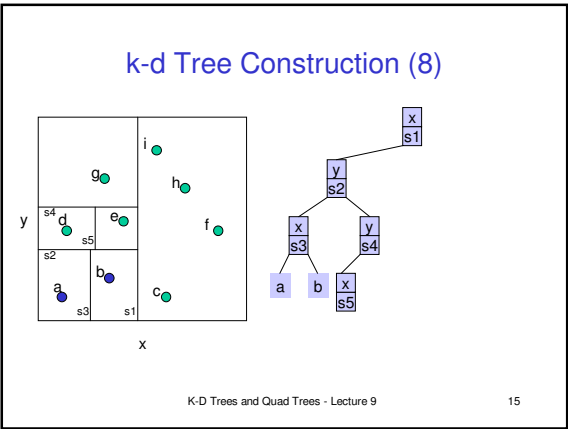 k-d Tree Construction (8)
x
s1
i
y
s2
g
h
s4
d
e
f
y
s5
x
s3
y
s4
s2
b
a
c
s3
s1
a
b
x
s5
x
K-D Trees and Quad Trees - Lecture 9
15